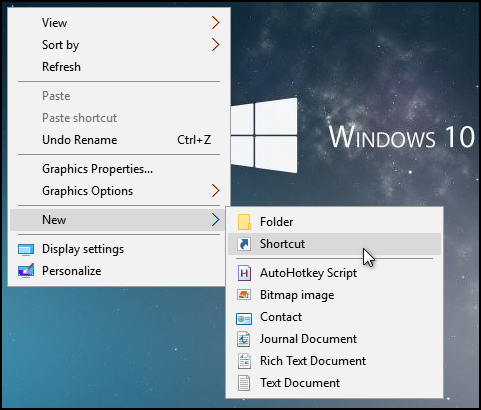 View
Sort by
Refresh
Paste
Paste shortcut
Undo Rename Ctrl+Z
Graphics Properties...
Graphics Options
New
Display settings
Personalize
WINDOWS 10
Folder
Shortcut
AutoHotkey Script
Bitmap image
Contact
Journal Document
Rich Text Document
Text Document